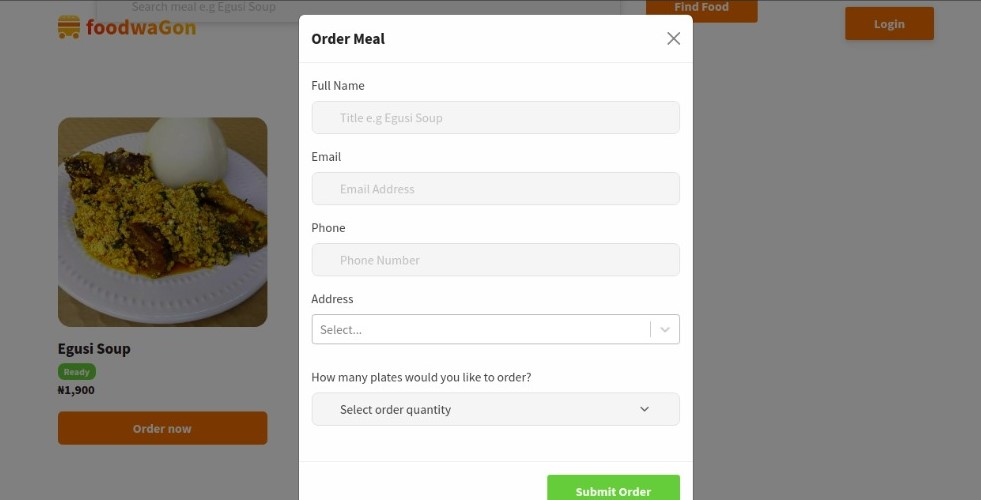 Search meal e.g Egusi Soup
Find Food
foodwaGon
Login
Order Meal
Full Name
Title e.g Egusi Soup
Email
Email Address
Phone
Phone Number
Address
Select...
How many plates would you like to order?
Select order quantity
Submit Order
Egusi Soup
Ready
₦1,900
Order now